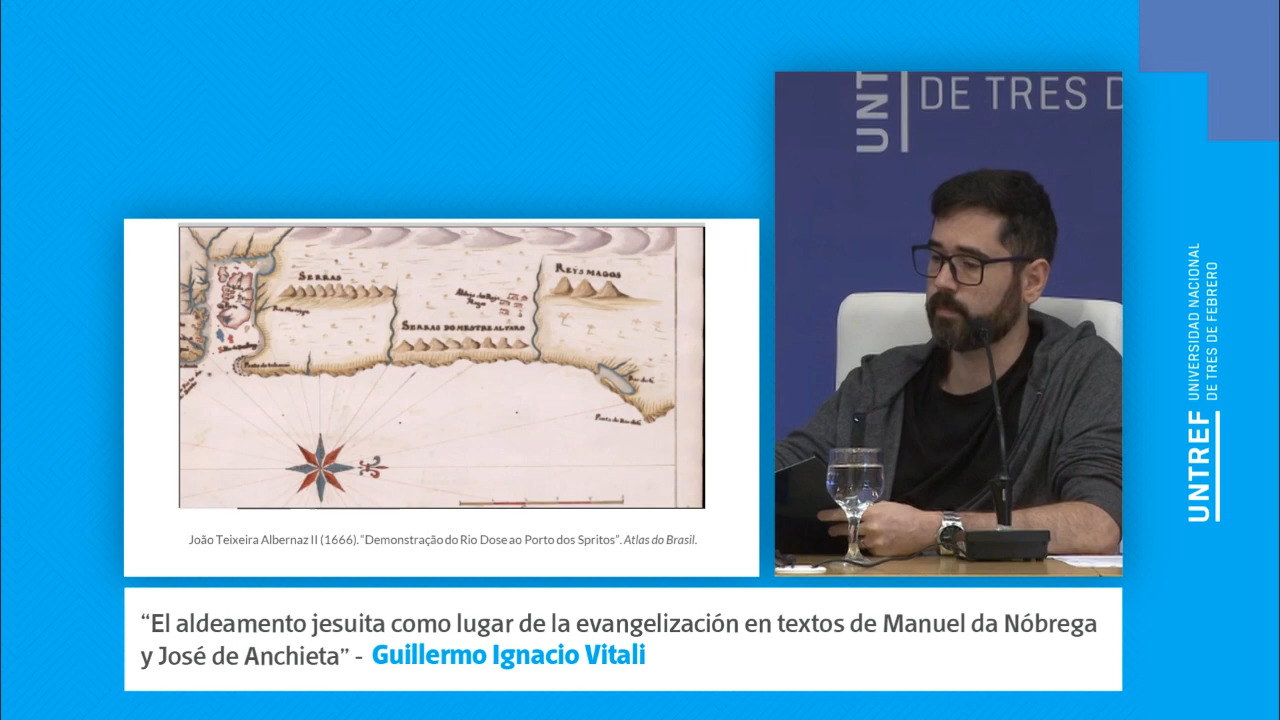 UNT
DE TRES D
SERRAS
REŸS MAGOS
SERRAS DO MESTRE ALVARO
João Teixeira Albernaz II (1666). “Demonstração do Rio Dose ao Porto dos Spritos”. Atlas do Brasil.
“El aldeamento jesuita como lugar de la evangelización en textos de Manuel da Nóbrega
y José de Anchieta” - Guillermo Ignacio Vitali
UNTREF
UNIVERSIDAD NACIONAL
DE TRES DE FEBRERO